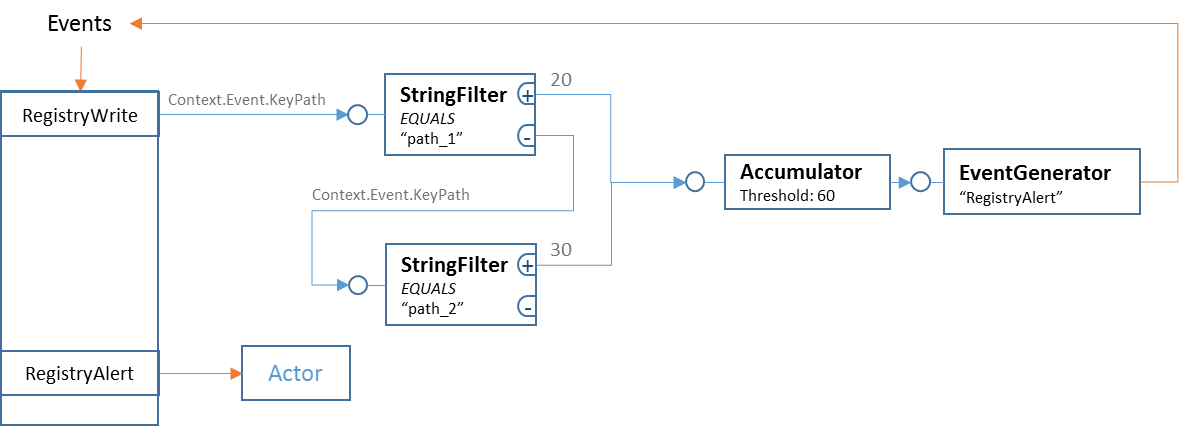 Events
RegistryWrite
Context.Event.KeyPath
StringFilter
EQUALS
“path_1”
+
-
20
Context.Event.KeyPath
StringFilter
EQUALS
“path_2”
+
-
30
Accumulator
Threshold: 60
EventGenerator
“RegistryAlert”
RegistryAlert
Actor